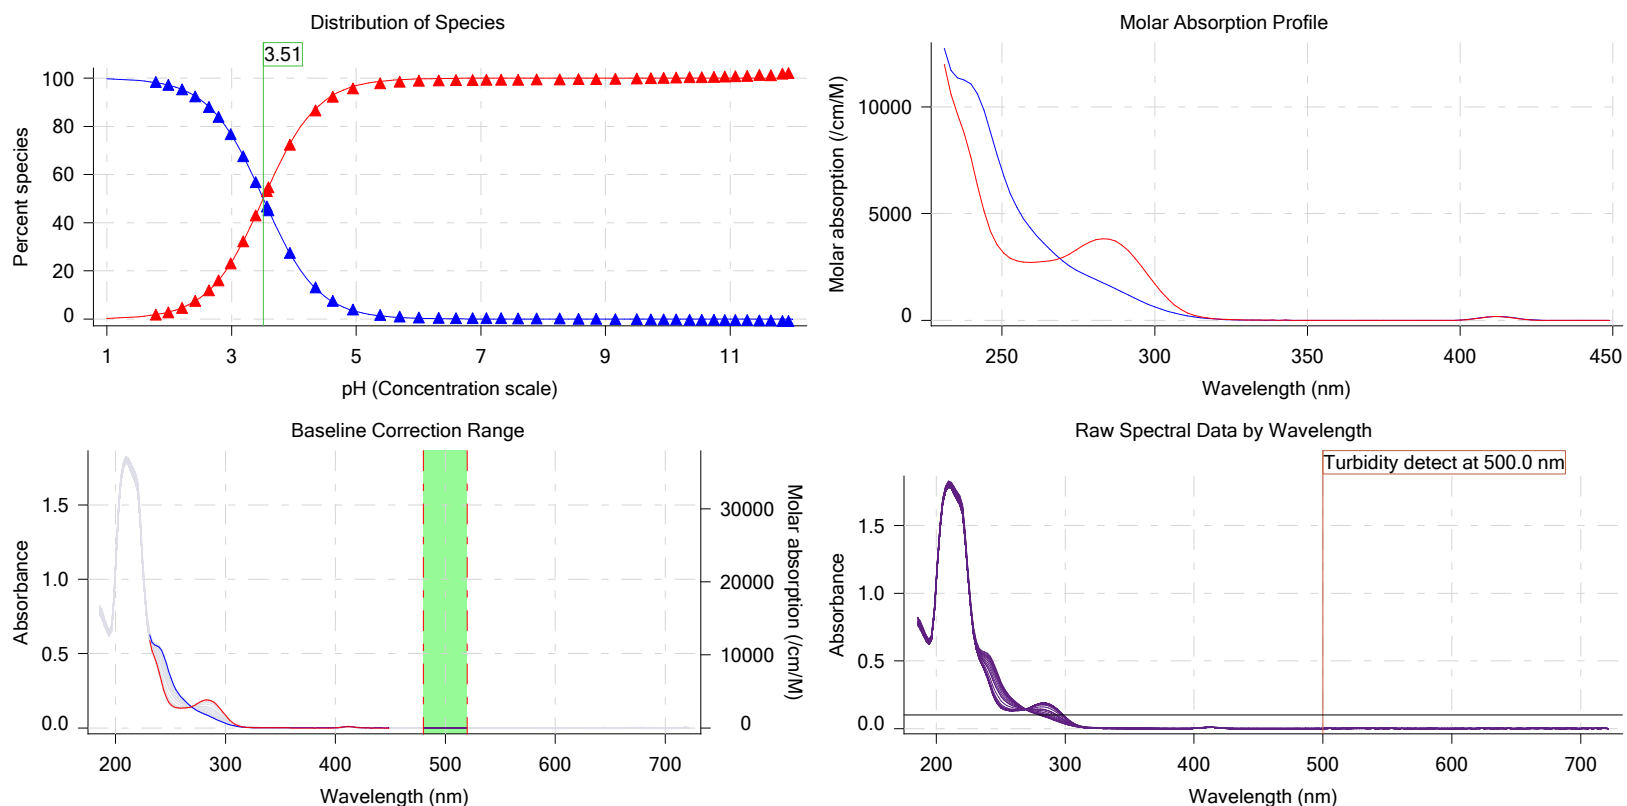 Distribution of Species
3.51
100
80
60
40
20
0
Percent species
1 3 5 7 9 11
pH (Concentration scale)
Molar Absorption Profile
10000
5000
0
Molar absorption (/cm/M)
250 300 350 400 450
Wavelength (nm)
Baseline Correction Range
1.5
1.0
0.5
0.0
Absorbance
30000
20000
10000
0
Molar absorption (/cm/M)
200 300 400 500 600 700
Wavelength (nm)
Raw Spectral Data by Wavelength
Turbidity detect at 500.0 nm
1.5
1.0
0.5
0.0
Absorbance
200 300 400 500 600 700
Wavelength (nm)